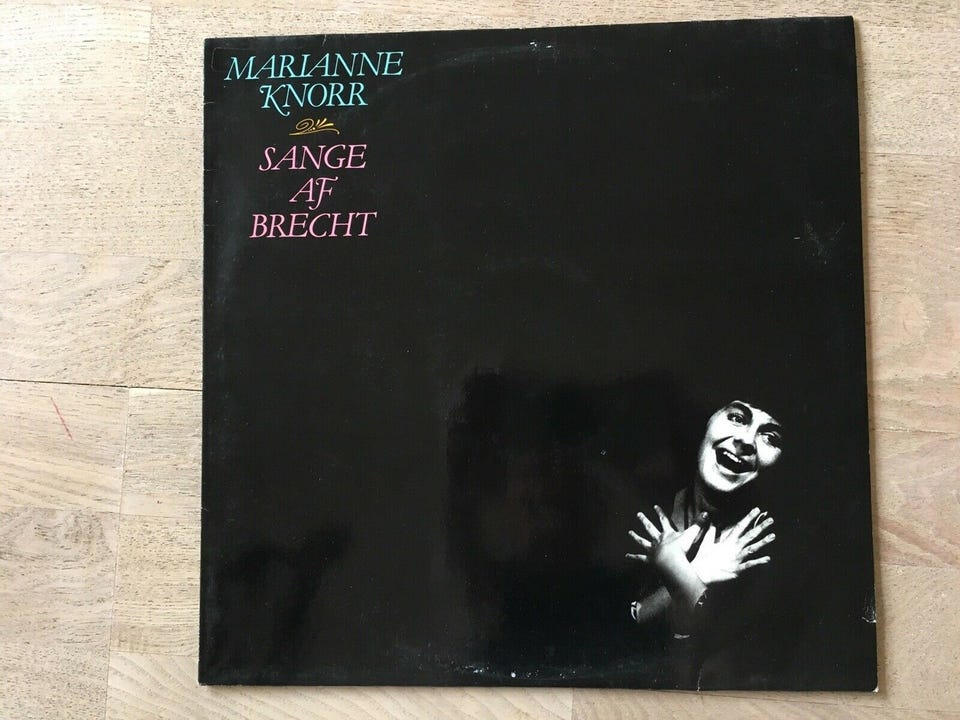 MARIANNE
KNORR
SANGE
AF
BRECHT